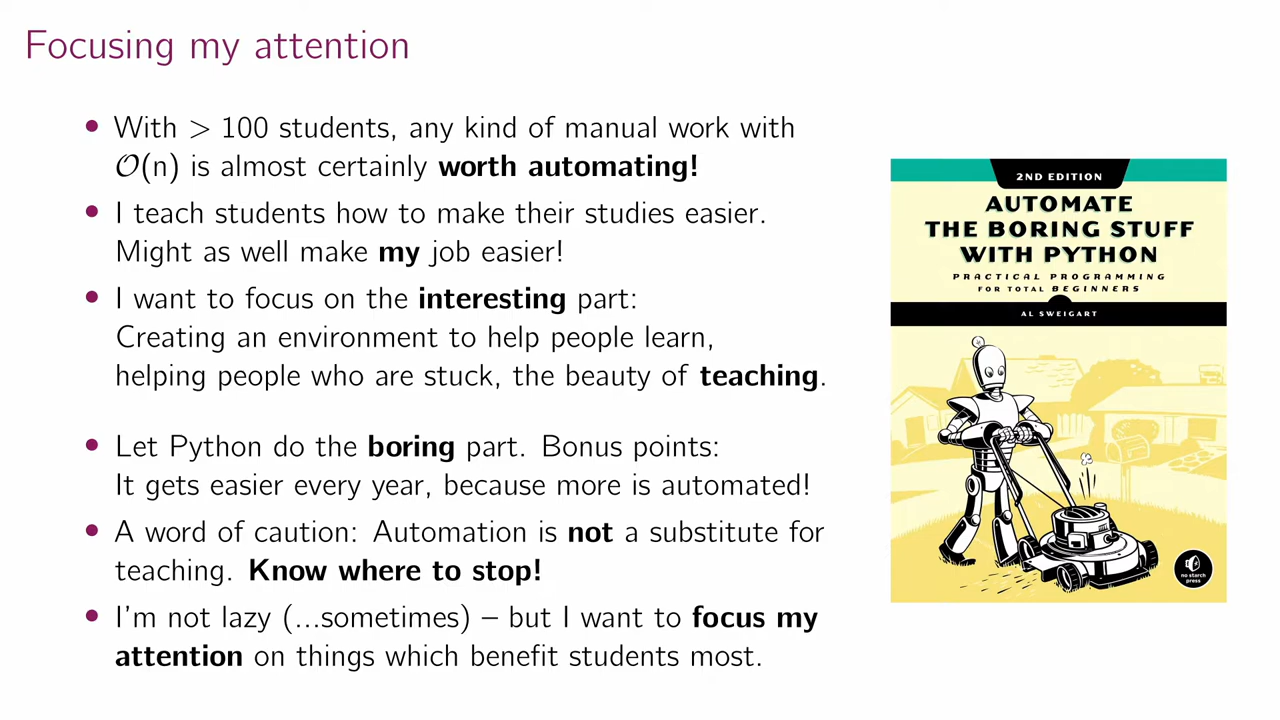 Focusing my attention
• With > 100 students, any kind of manual work with
𝒪(n) is almost certainly worth automating!
• I teach students how to make their studies easier.
Might as well make my job easier!
• I want to focus on the interesting part:
Creating an environment to help people learn,
helping people who are stuck, the beauty of teaching.
• Let Python do the boring part. Bonus points:
It gets easier every year, because more is automated!
• A word of caution: Automation is not a substitute for
teaching. Know where to stop!
• I'm not lazy (...sometimes) – but I want to focus my
attention on things which benefit students most.
2ND EDITION
AUTOMATE
THE BORING STUFF
WITH PYTHON
PRACTICAL PROGRAMMING
FOR TOTAL BEGINNERS
AL SWEIGART
no starch
press